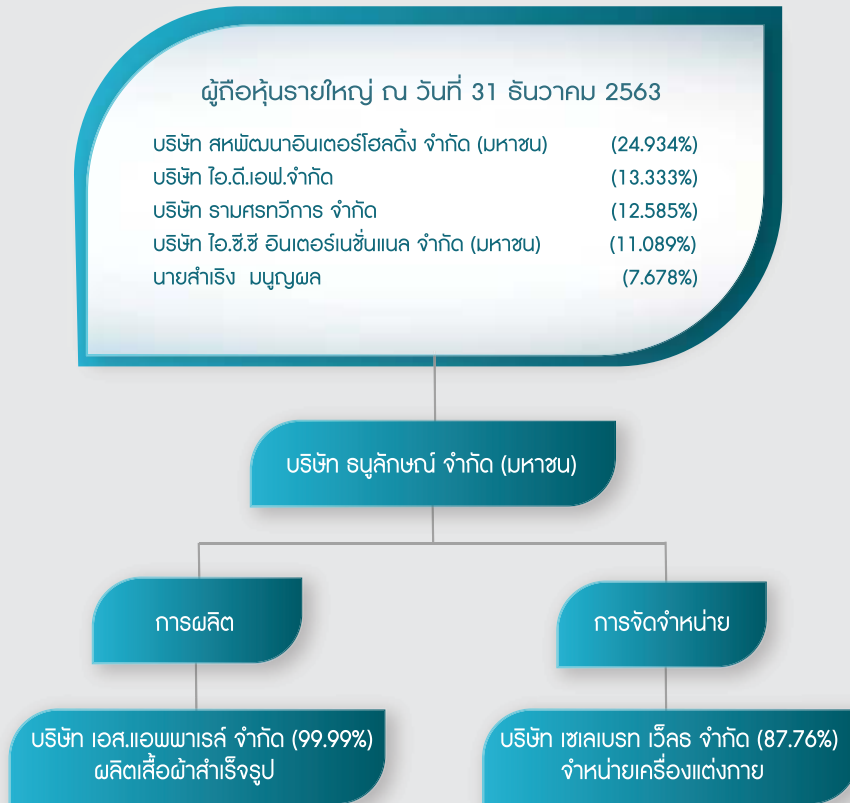 ผู้ถือหุ้นรายใหญ่ ณ วันที่ 31 ธันวาคม 2563
บริษัท สหพัฒนาอินเตอร์โฮลดิ้ง จำกัด (มหาชน) (24.934%)
บริษัท ไอ.ดี.เอฟ.จำกัด (13.333%)
บริษัท รามศรทวีการ จำกัด (12.585%)
บริษัท ไอ.ซี.ซี อินเตอร์เนชั่นแนล จำกัด (มหาชน) (11.089%)
นายสำเริง มนูญผล (7.678%)
บริษัท ธนูลักษณ์ จำกัด (มหาชน)
การผลิต
การจัดจำหน่าย
บริษัท เอส.แอพพาเรล์ จำกัด (99.99%)
ผลิตเสื้อผ้าสำเร็จรูป
บริษัท เซเลเบรท เว็ลธ จำกัด (87.76%)
จำหน่ายเครื่องแต่งกาย